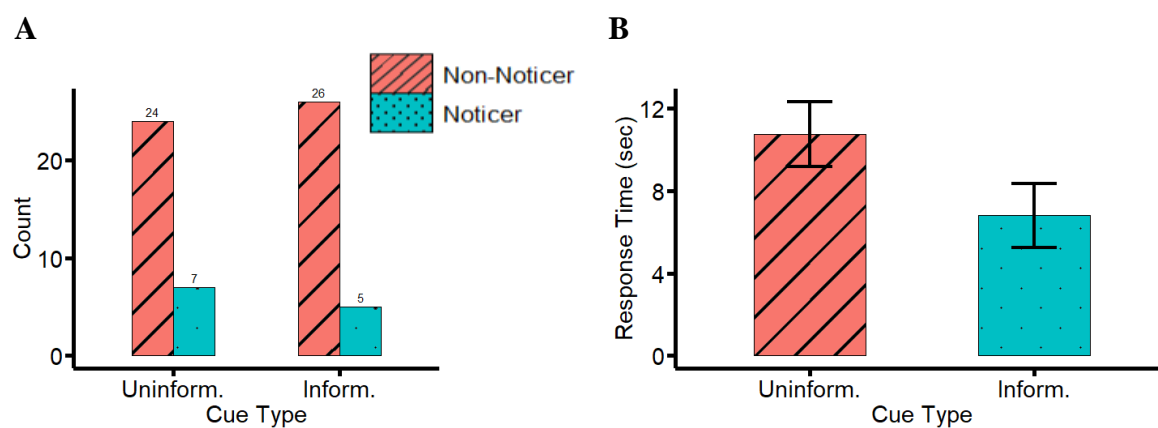 A
B
Non-Noticer
Noticer
24
26
7
5
20
10
0
Count
Uninform.
Inform.
Cue Type
12
8
4
0
Response Time (sec)
Uninform.
Inform.
Cue Type